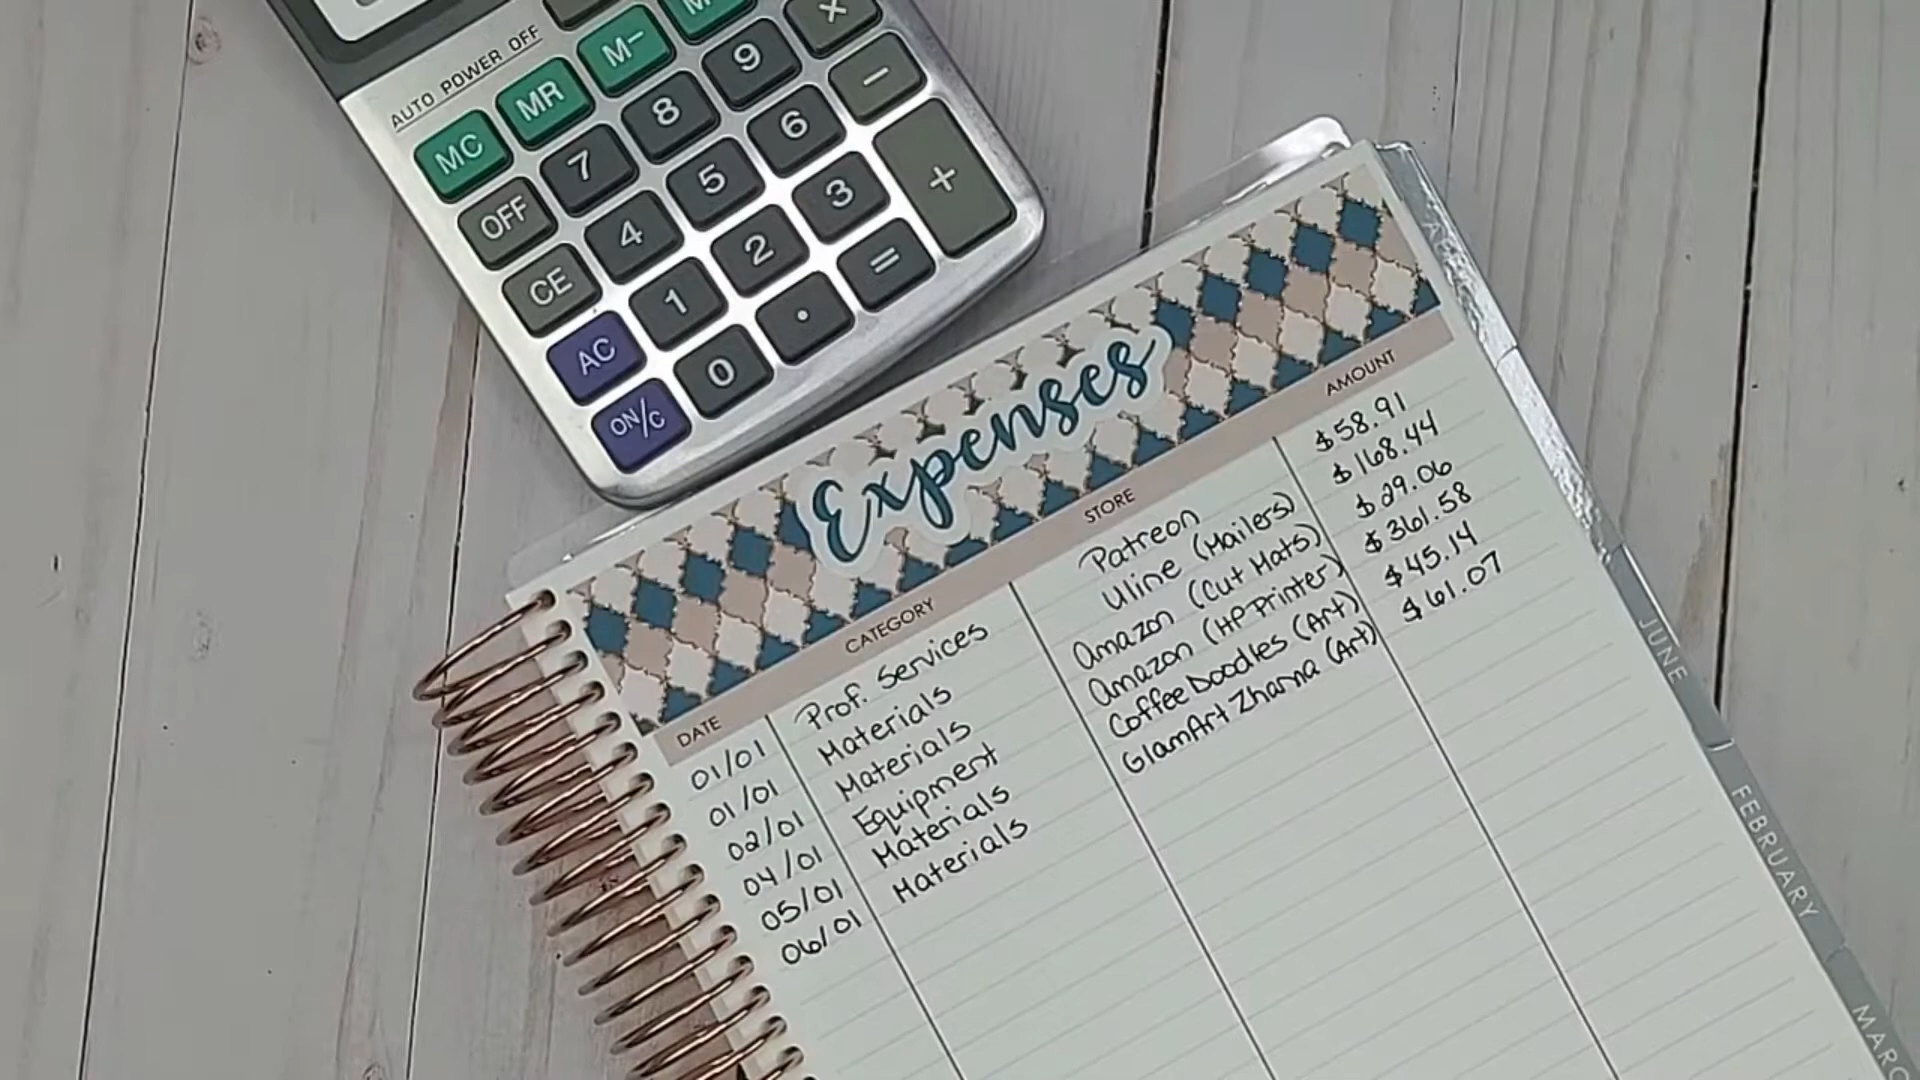 AUTO POWER OFF
MC MR M−
7 8 9 ×
OFF 4 5 6 −
CE 1 2 3 +
AC 0 . =
ON/C
Expenses
DATE CATEGORY STORE AMOUNT
01/01 Prof. Services Patreon $58.91
01/01 Materials Uline (Mailers) $168.44
02/01 Materials Amazon (Cut Mats) $29.06
04/01 Equipment Amazon (HP Printer) $361.58
05/01 Materials CoffeeDoodles (Art) $45.14
06/01 Materials GlamArt Zharna (Art) $61.07
JUNE
FEBRUARY